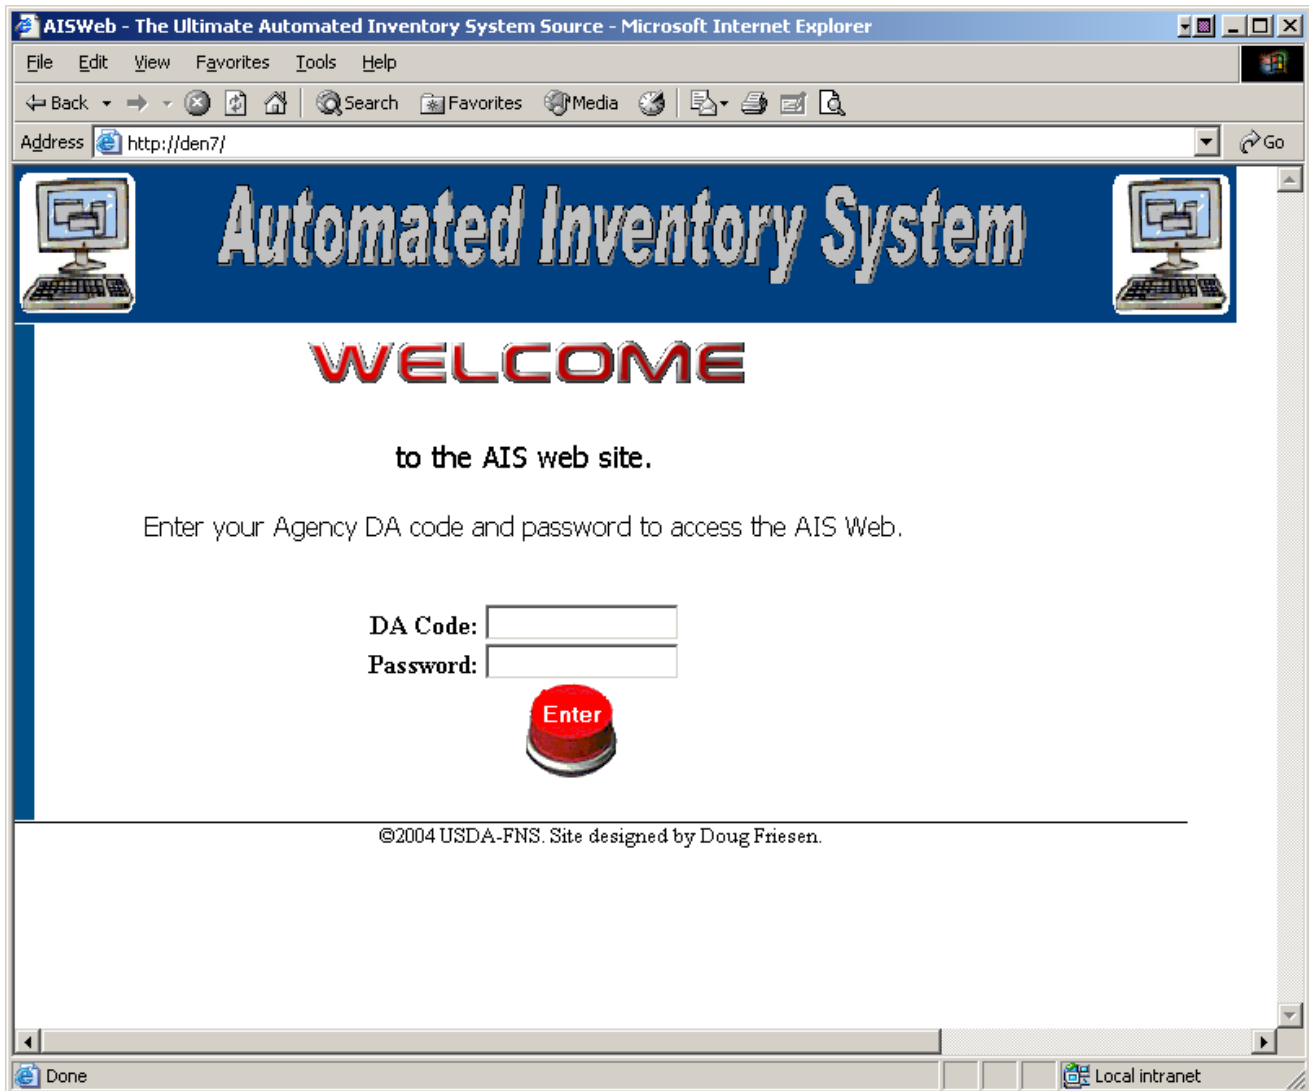 AISWeb - The Ultimate Automated Inventory System Source - Microsoft Internet Explorer
File Edit View Favorites Tools Help
Back Search Favorites Media
Address http://den7/ Go
Automated Inventory System
WELCOME
to the AIS web site.
Enter your Agency DA code and password to access the AIS Web.
DA Code:
Password:
Enter
©2004 USDA-FNS. Site designed by Doug Friesen.
Done Local intranet